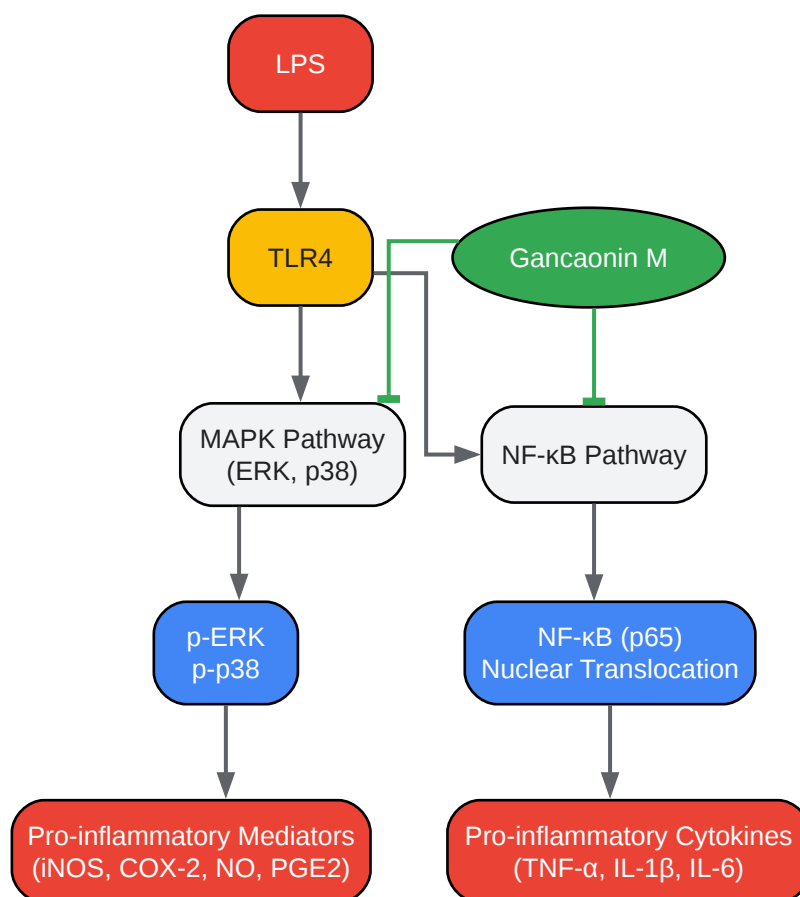 LPS
TLR4
Gancaonin M
MAPK Pathway
(ERK, p38)
NF-κB Pathway
p-ERK
p-p38
NF-κB (p65)
Nuclear Translocation
Pro-inflammatory Mediators
(iNOS, COX-2, NO, PGE2)
Pro-inflammatory Cytokines
(TNF-α, IL-1β, IL-6)